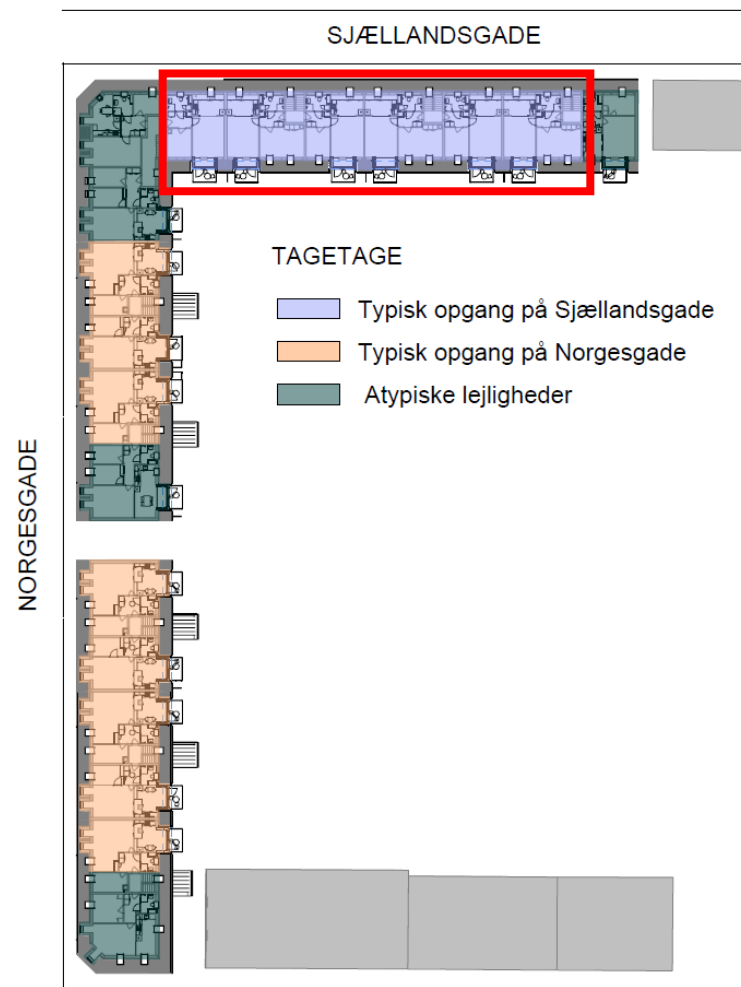 SJÆLLANDSGADE
TAGETAGE
Typisk opgang på Sjællandsgade
Typisk opgang på Norgesgade
Atypiske lejligheder
NORGESGADE